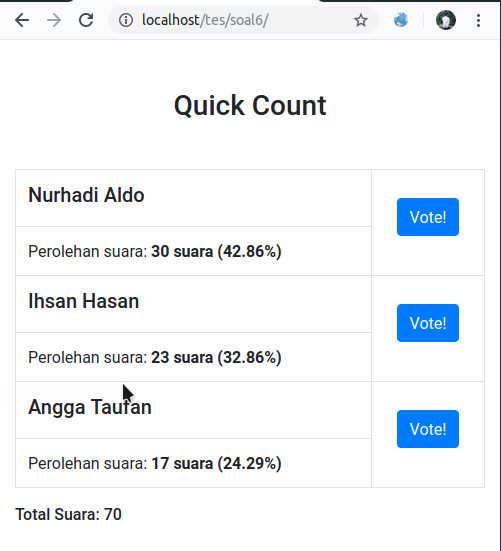 localhost/tes/soal6/
Quick Count
Nurhadi Aldo
Vote!
Perolehan suara: 30 suara (42.86%)
Ihsan Hasan
Vote!
Perolehan suara: 23 suara (32.86%)
Angga Taufan
Vote!
Perolehan suara: 17 suara (24.29%)
Total Suara: 70